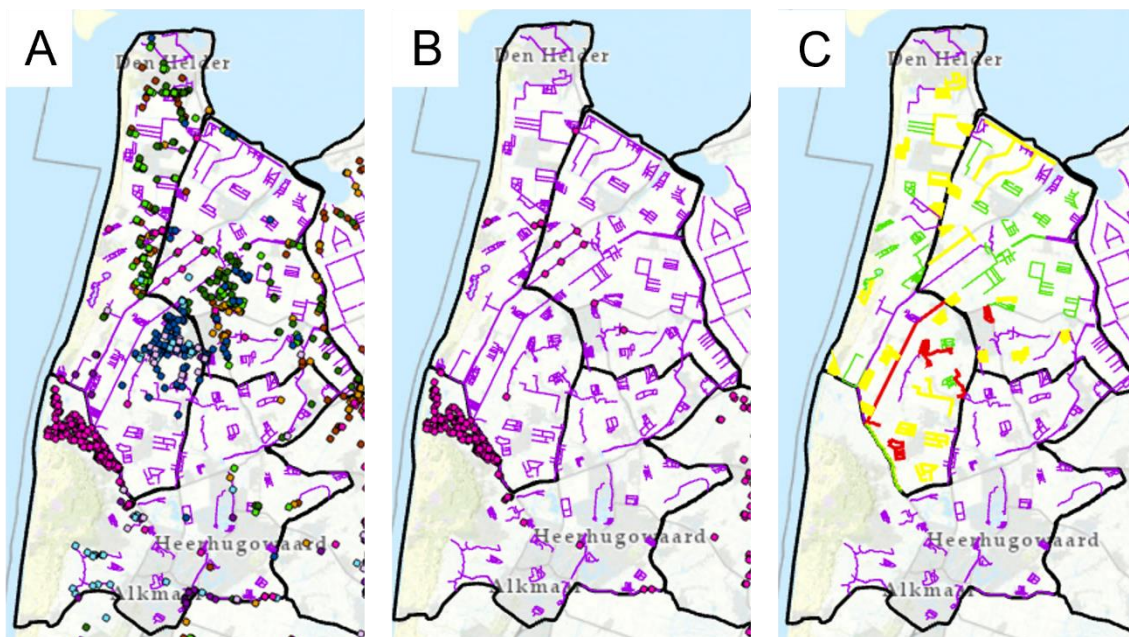 A
Den Helder
Heerhugowaard
Alkmaar
B
Den Helder
Heerhugowaard
Alkmaar
C
Den Helder
Heerhugowaard
Alkmaar